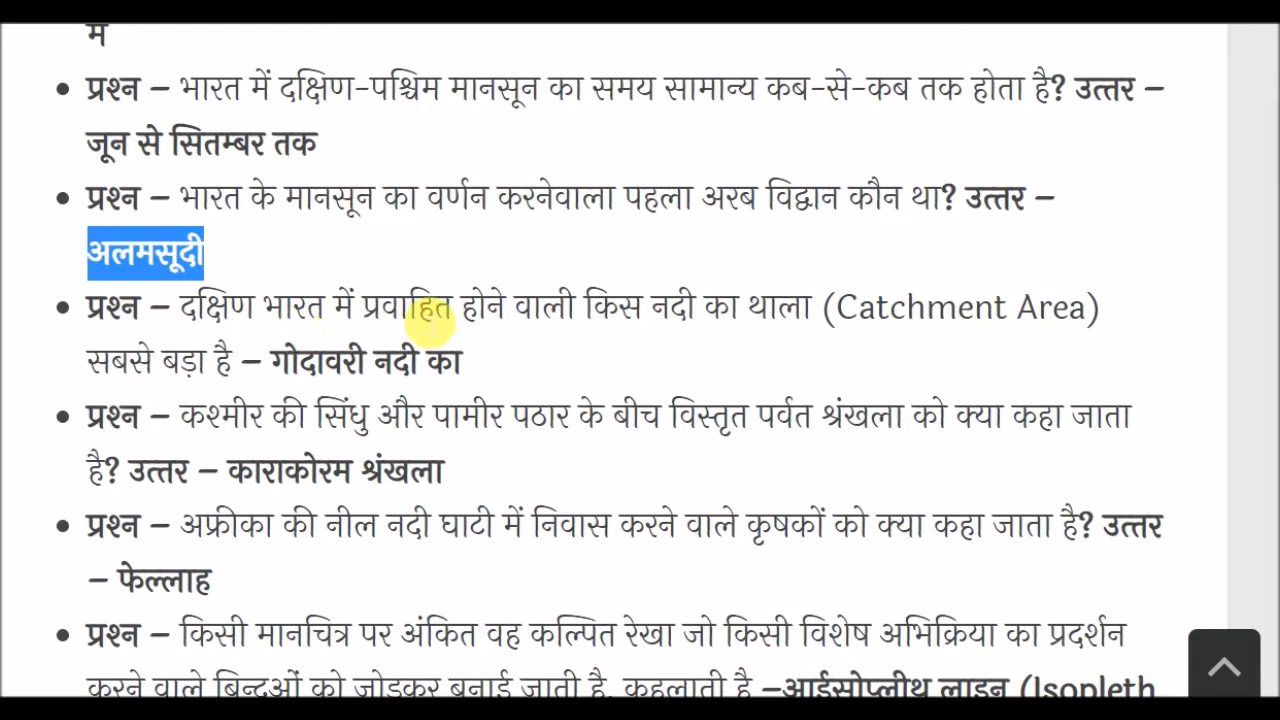 में
प्रश्न – भारत में दक्षिण-पश्चिम मानसून का समय सामान्य कब-से-कब तक होता है? उत्तर –
जून से सितम्बर तक
प्रश्न – भारत के मानसून का वर्णन करनेवाला पहला अरब विद्वान कौन था? उत्तर –
अलमसूदी
प्रश्न – दक्षिण भारत में प्रवाहित होने वाली किस नदी का थाला (Catchment Area)
सबसे बड़ा है – गोदावरी नदी का
प्रश्न – कश्मीर की सिंधु और पामीर पठार के बीच विस्तृत पर्वत श्रंखला को क्या कहा जाता
है? उत्तर – काराकोरम श्रंखला
प्रश्न – अफ्रीका की नील नदी घाटी में निवास करने वाले कृषकों को क्या कहा जाता है? उत्तर
– फेल्लाह
प्रश्न – किसी मानचित्र पर अंकित वह कल्पित रेखा जो किसी विशेष अभिक्रिया का प्रदर्शन
करने वाले बिन्दुओं को जोड़कर बनाई जाती है, कहलाती है –आईसोप्लीथ लाइन (Isopleth